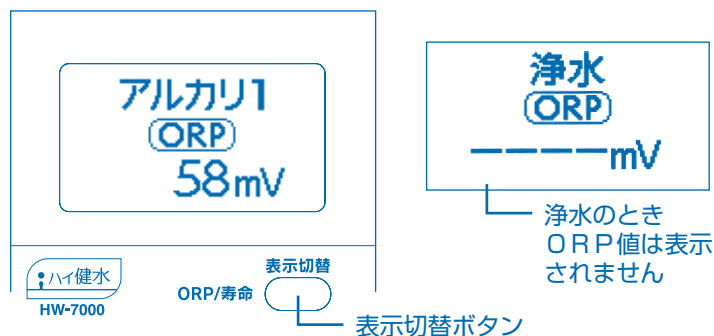 アルカリ1
ORP
58mV
ハイ健水
HW-7000
表示切替
ORP/寿命
表示切替ボタン
浄水
ORP
----mV
浄水のとき
ORP値は表示
されません